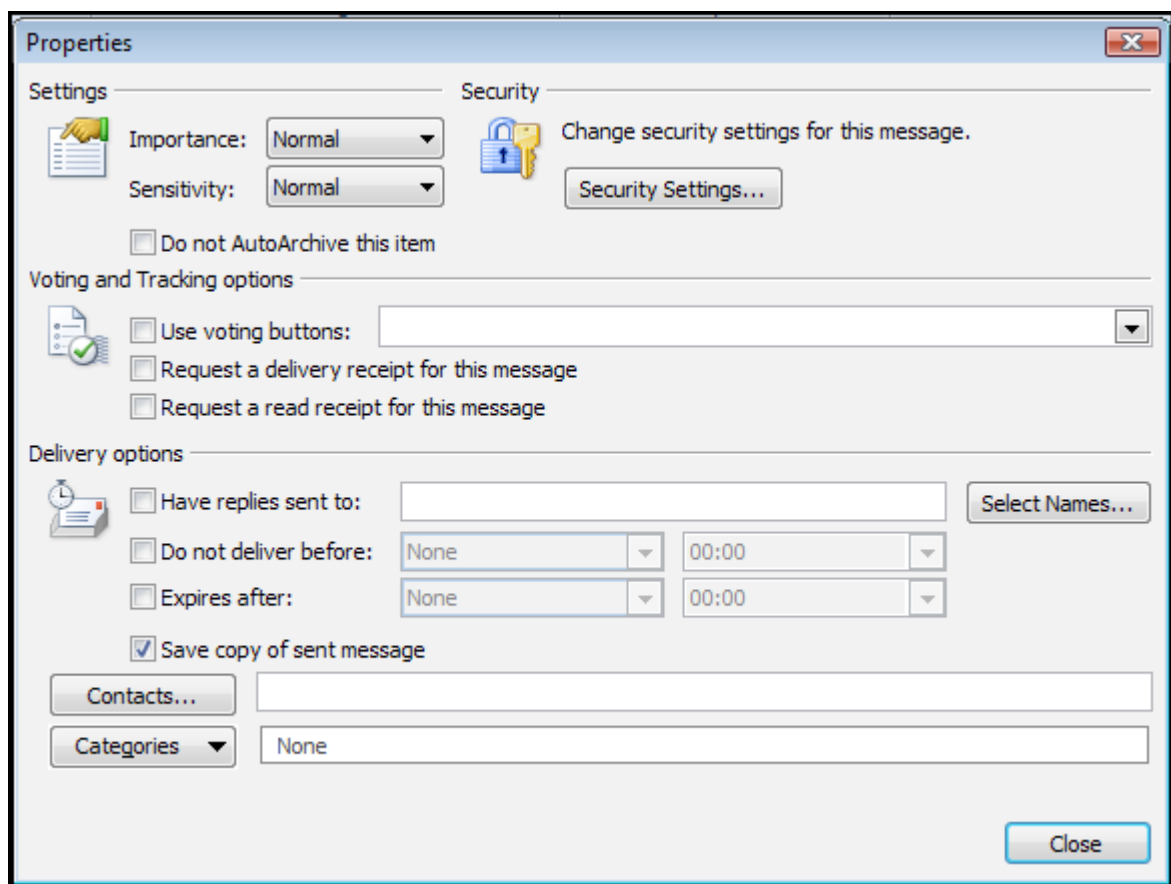 Properties
Settings
Security
Importance: Normal
Change security settings for this message.
Sensitivity: Normal
Security Settings...
Do not AutoArchive this item
Voting and Tracking options
Use voting buttons:
Request a delivery receipt for this message
Request a read receipt for this message
Delivery options
Have replies sent to: Select Names...
Do not deliver before: None 00:00
Expires after: None 00:00
Save copy of sent message
Contacts...
Categories None
Close